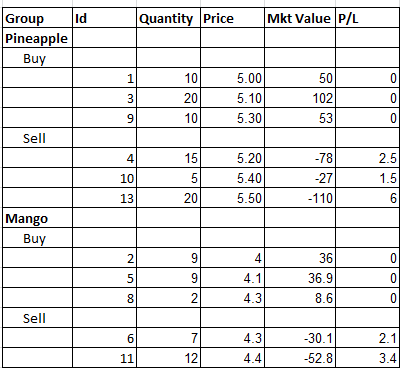 Group Id Quantity Price Mkt Value P/L
Pineapple
Buy
1 10 5.00 50 0
3 20 5.10 102 0
9 10 5.30 53 0
Sell
4 15 5.20 -78 2.5
10 5 5.40 -27 1.5
13 20 5.50 -110 6
Mango
Buy
2 9 4 36 0
5 9 4.1 36.9 0
8 2 4.3 8.6 0
Sell
6 7 4.3 -30.1 2.1
11 12 4.4 -52.8 3.4